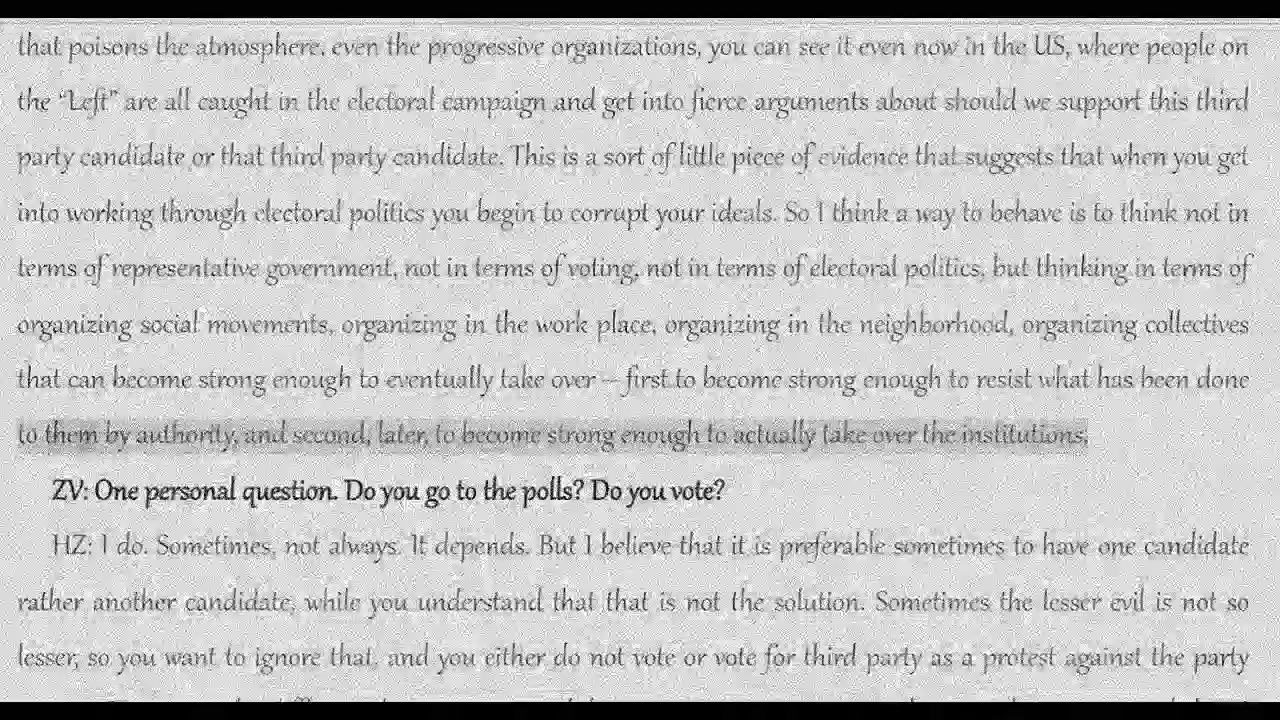 that poisons the atmosphere, even the progressive organizations, you can see it even now in the US, where people on
the “Left” are all caught in the electoral campaign and get into fierce arguments about should we support this third
party candidate or that third party candidate. This is a sort of little piece of evidence that suggests that when you get
into working through electoral politics you begin to corrupt your ideals. So I think a way to behave is to think not in
terms of representative government, not in terms of voting, not in terms of electoral politics, but thinking in terms of
organizing social movements, organizing in the work place, organizing in the neighborhood, organizing collectives
that can become strong enough to eventually take over – first to become strong enough to resist what has been done
to them by authority, and second, later, to become strong enough to actually take over the institutions.
ZV: One personal question. Do you go to the polls? Do you vote?
HZ: I do. Sometimes, not always. It depends. But I believe that it is preferable sometimes to have one candidate
rather another candidate, while you understand that that is not the solution. Sometimes the lesser evil is not so
lesser, so you want to ignore that, and you either do not vote or vote for third party as a protest against the party